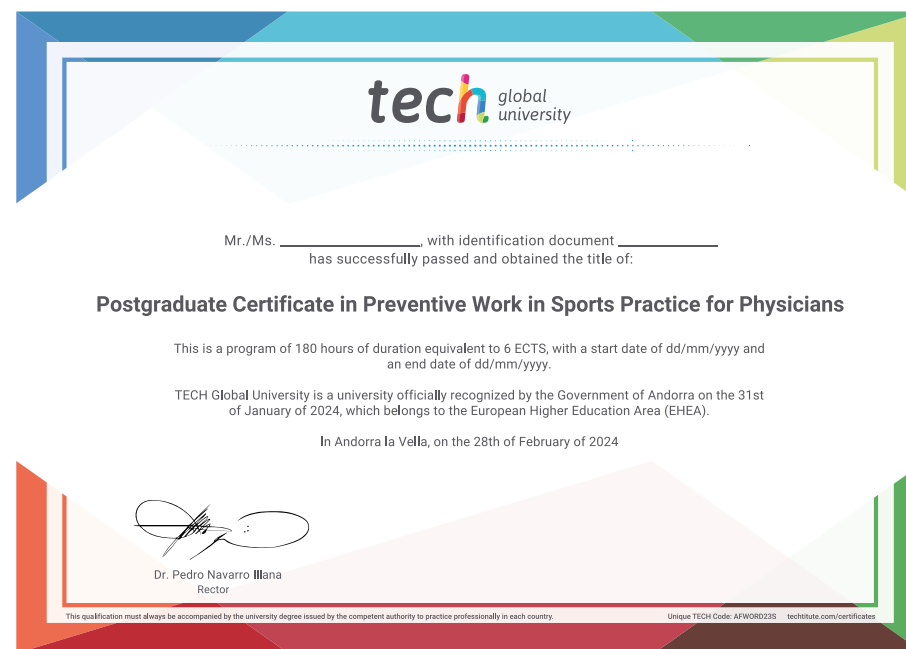 tech global
university
Mr./Ms. ____________, with identification document ____________
has successfully passed and obtained the title of:
Postgraduate Certificate in Preventive Work in Sports Practice for Physicians
This is a program of 180 hours of duration equivalent to 6 ECTS, with a start date of dd/mm/yyyy and
an end date of dd/mm/yyyy.
TECH Global University is a university officially recognized by the Government of Andorra on the 31st
of January of 2024, which belongs to the European Higher Education Area (EHEA).
In Andorra la Vella, on the 28th of February of 2024
Dr. Pedro Navarro Illana
Rector
This qualification must always be accompanied by the university degree issued by the competent authority to practice professionally in each country. Unique TECH Code: AFWORD23S techtitute.com/certificates